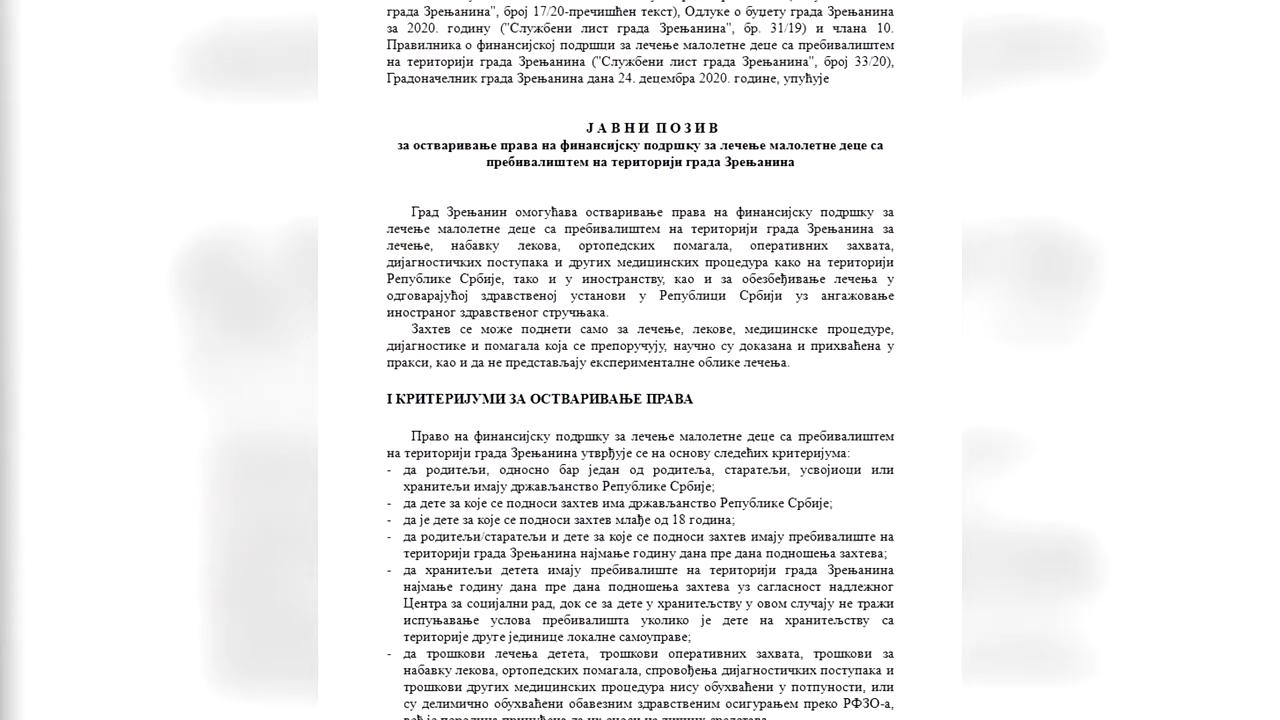 града Зрењанина", број 17/20-пречишћен текст), Одлуке о буџету града Зрењанина
за 2020. годину ("Службени лист града Зрењанина", бр. 31/19) и члана 10.
Правилника о финансијској подршци за лечење малолетне деце са пребивалиштем
на територији града Зрењанина ("Службени лист града Зрењанина", број 33/20),
Градоначелник града Зрењанина дана 24. децембра 2020. године, упућује
Ј А В Н И  П О З И В
за остваривање права на финансијску подршку за лечење малолетне деце са
пребивалиштем на територији града Зрењанина
Град Зрењанин омогућава остваривање права на финансијску подршку за
лечење малолетне деце са пребивалиштем на територији града Зрењанина за
лечење, набавку лекова, ортопедских помагала, оперативних захвата,
дијагностичких поступака и других медицинских процедура како на територији
Републике Србије, тако и у иностранству, као и за обезбеђивање лечења у
одговарајућој здравственој установи у Републици Србији уз ангажовање
иностраног здравственог стручњака.
Захтев се може поднети само за лечење, лекове, медицинске процедуре,
дијагностике и помагала која се препоручују, научно су доказана и прихваћена у
пракси, као и да не представљају експерименталне облике лечења.
I КРИТЕРИЈУМИ ЗА ОСТВАРИВАЊЕ ПРАВА
Право на финансијску подршку за лечење малолетне деце са пребивалиштем
на територији града Зрењанина утврђује се на основу следећих критеријума:
- да родитељи, односно бар један од родитеља, старатељи, усвојиоци или
хранитељи имају држављанство Републике Србије;
- да дете за које се подноси захтев има држављанство Републике Србије;
- да је дете за које се подноси захтев млађе од 18 година;
- да родитељи/старатељи и дете за које се подноси захтев имају пребивалиште на
територији града Зрењанина најмање годину дана пре дана подношења захтева;
- да хранитељи детета имају пребивалиште на територији града Зрењанина
најмање годину дана пре дана подношења захтева уз сагласност надлежног
Центра за социјални рад, док се за дете у хранитељству у овом случају не тражи
испуњавање услова пребивалишта уколико је дете на хранитељству са
територије друге јединице локалне самоуправе;
- да трошкови лечења детета, трошкови оперативних захвата, трошкови за
набавку лекова, ортопедских помагала, спровођења дијагностичких поступака и
трошкови других медицинских процедура нису обухваћени у потпуности, или
су делимично обухваћени обавезним здравственим осигурањем преко РФЗО-а,